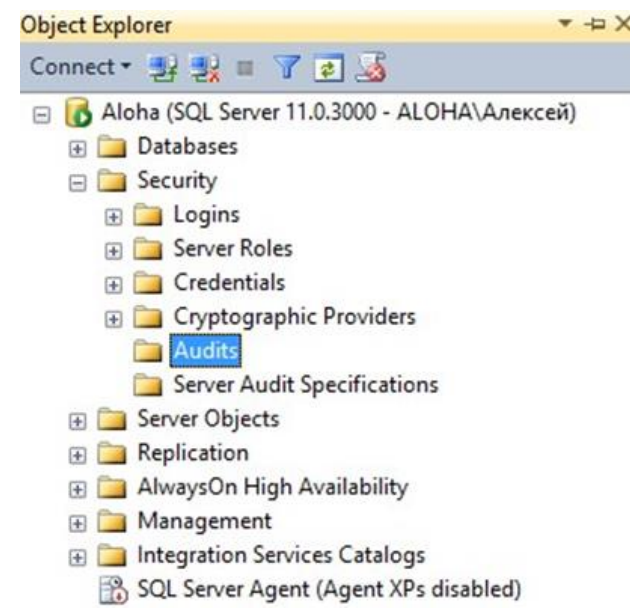 Object Explorer
Connect
Aloha (SQL Server 11.0.3000 - ALOHA\Алексей)
Databases
Security
Logins
Server Roles
Credentials
Cryptographic Providers
Audits
Server Audit Specifications
Server Objects
Replication
AlwaysOn High Availability
Management
Integration Services Catalogs
SQL Server Agent (Agent XPs disabled)